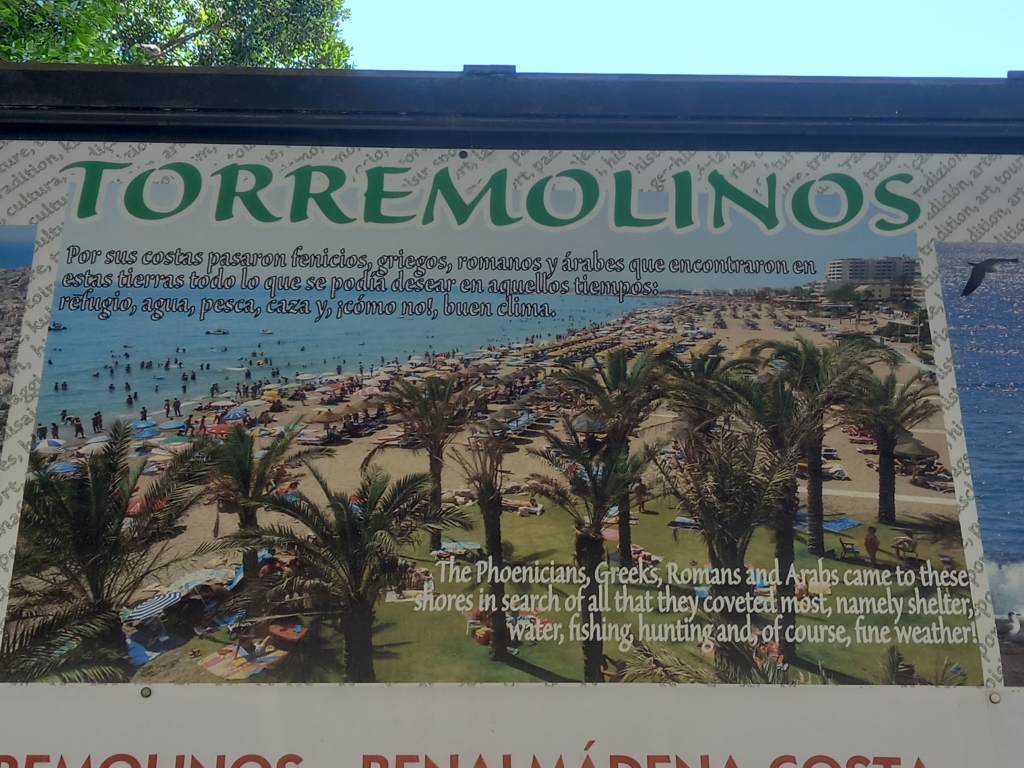 TORREMOLINOS
Por sus costas pasaron fenicios, griegos, romanos y árabes que encontraron en
estas tierras todo lo que se podía desear en aquellos tiempos:
refugio, agua, pesca, caza y, ¡cómo no!, buen clima.
The Phoenicians, Greeks, Romans and Arabs came to these
shores in search of all that they coveted most, namely shelter,
water, fishing, hunting and, of course, fine weather!
REMOLINOS BENALMÁDENA COSTA